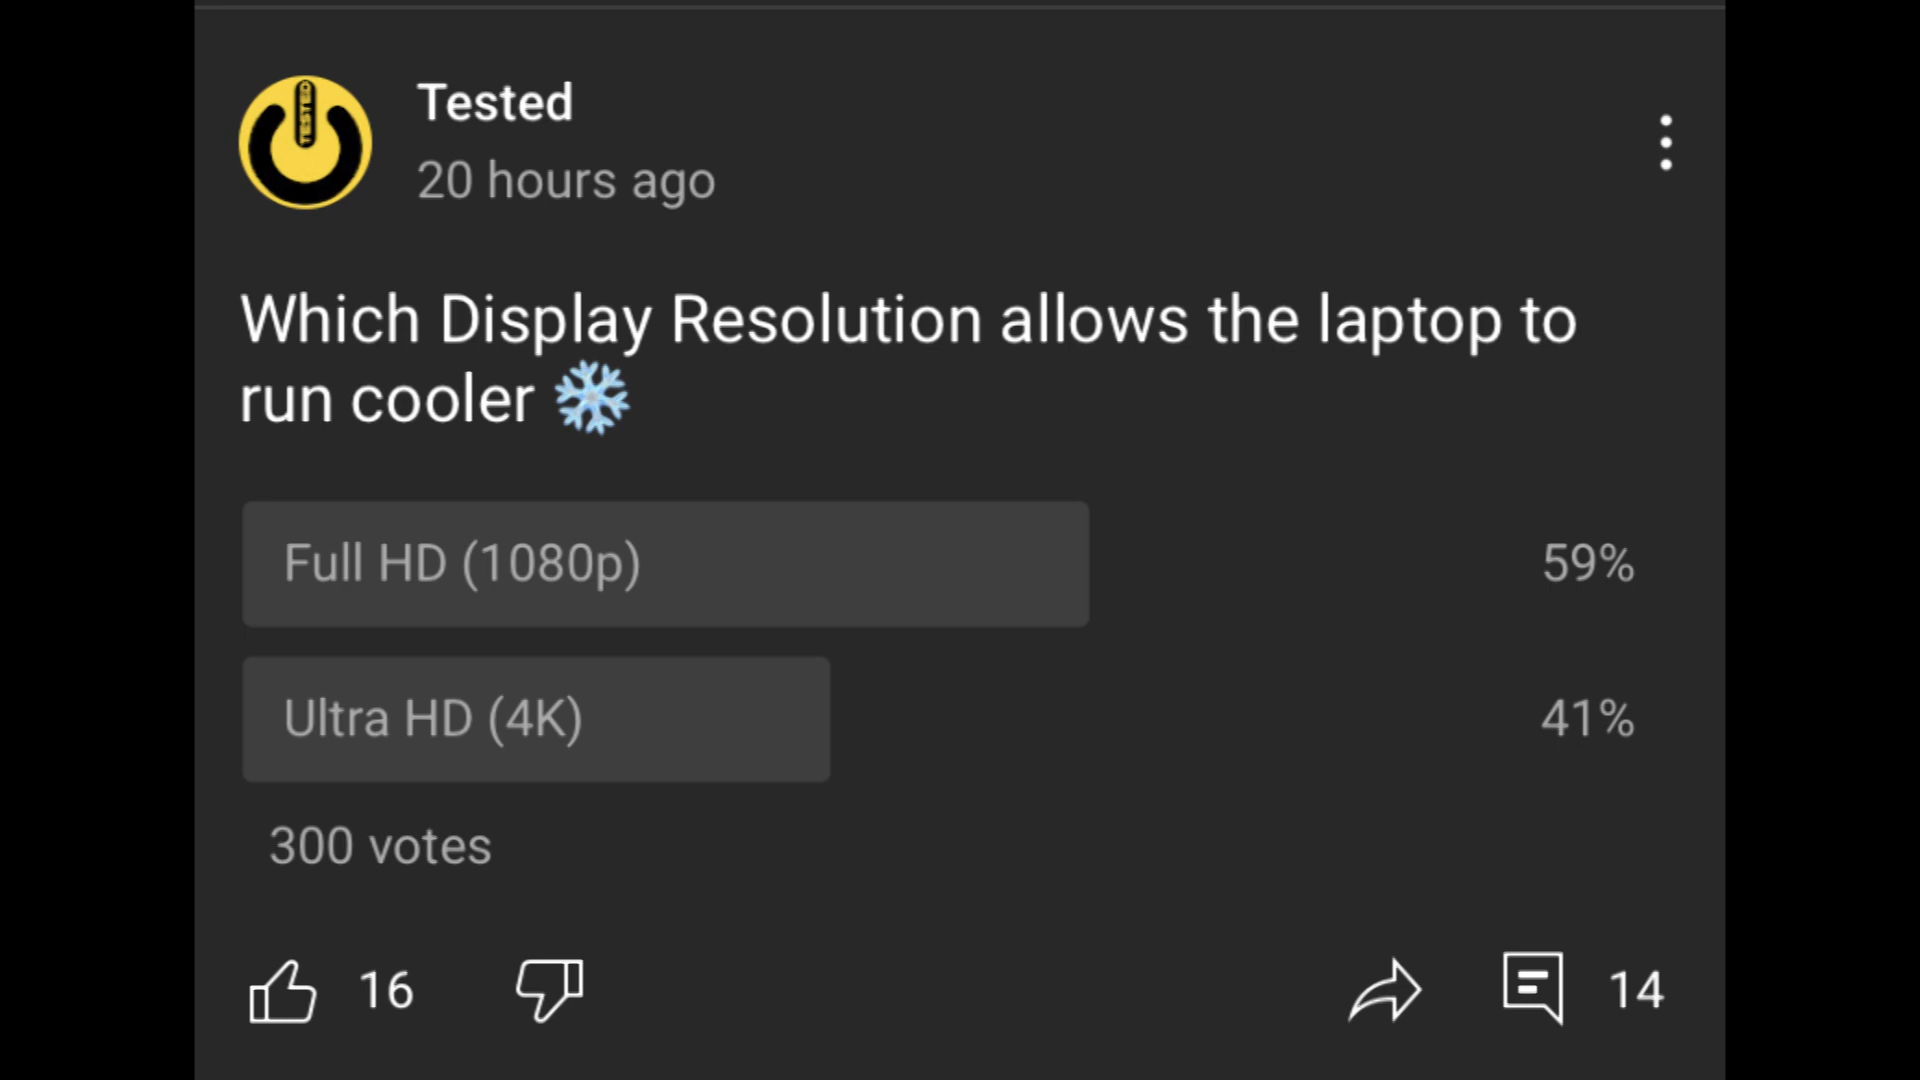 TESTED
Tested
20 hours ago
Which Display Resolution allows the laptop to
run cooler ❄️
Full HD (1080p) 59%
Ultra HD (4K) 41%
300 votes
16 14